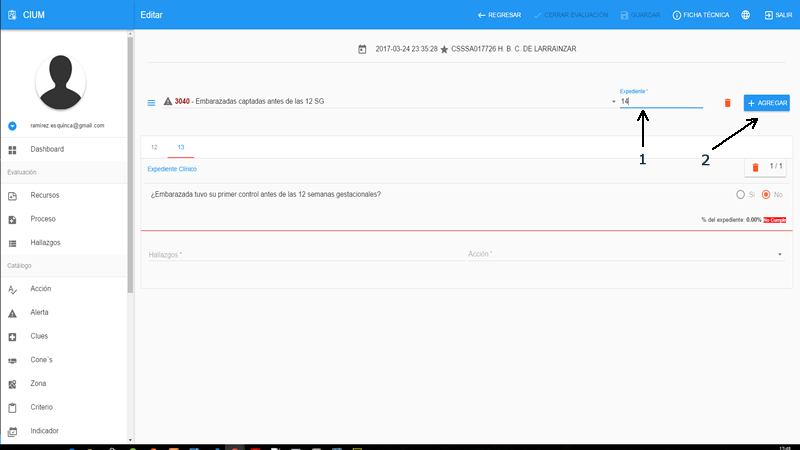 CIUM
Editar
REGRESAR
CERRAR EVALUACIÓN
GUARDAR
FICHA TÉCNICA
SALIR
2017-03-24 23:35:28 CSSSA017726 H. B. C. DE LARRAINZAR
ramirez.esquinca@gmail.com
Dashboard
Evaluación
Recursos
Proceso
Hallazgos
Catálogo
Acción
Alerta
Clues
Cone´s
Zona
Criterio
Indicador
3040 - Embarazadas captadas antes de las 12 SG
Expediente *
14
AGREGAR
1
2
12
13
Expediente Clínico
1 / 1
¿Embarazada tuvo su primer control antes de las 12 semanas gestacionales?
Si
No
% del expediente: 0.00% No Cumple
Hallazgos *
Acción *